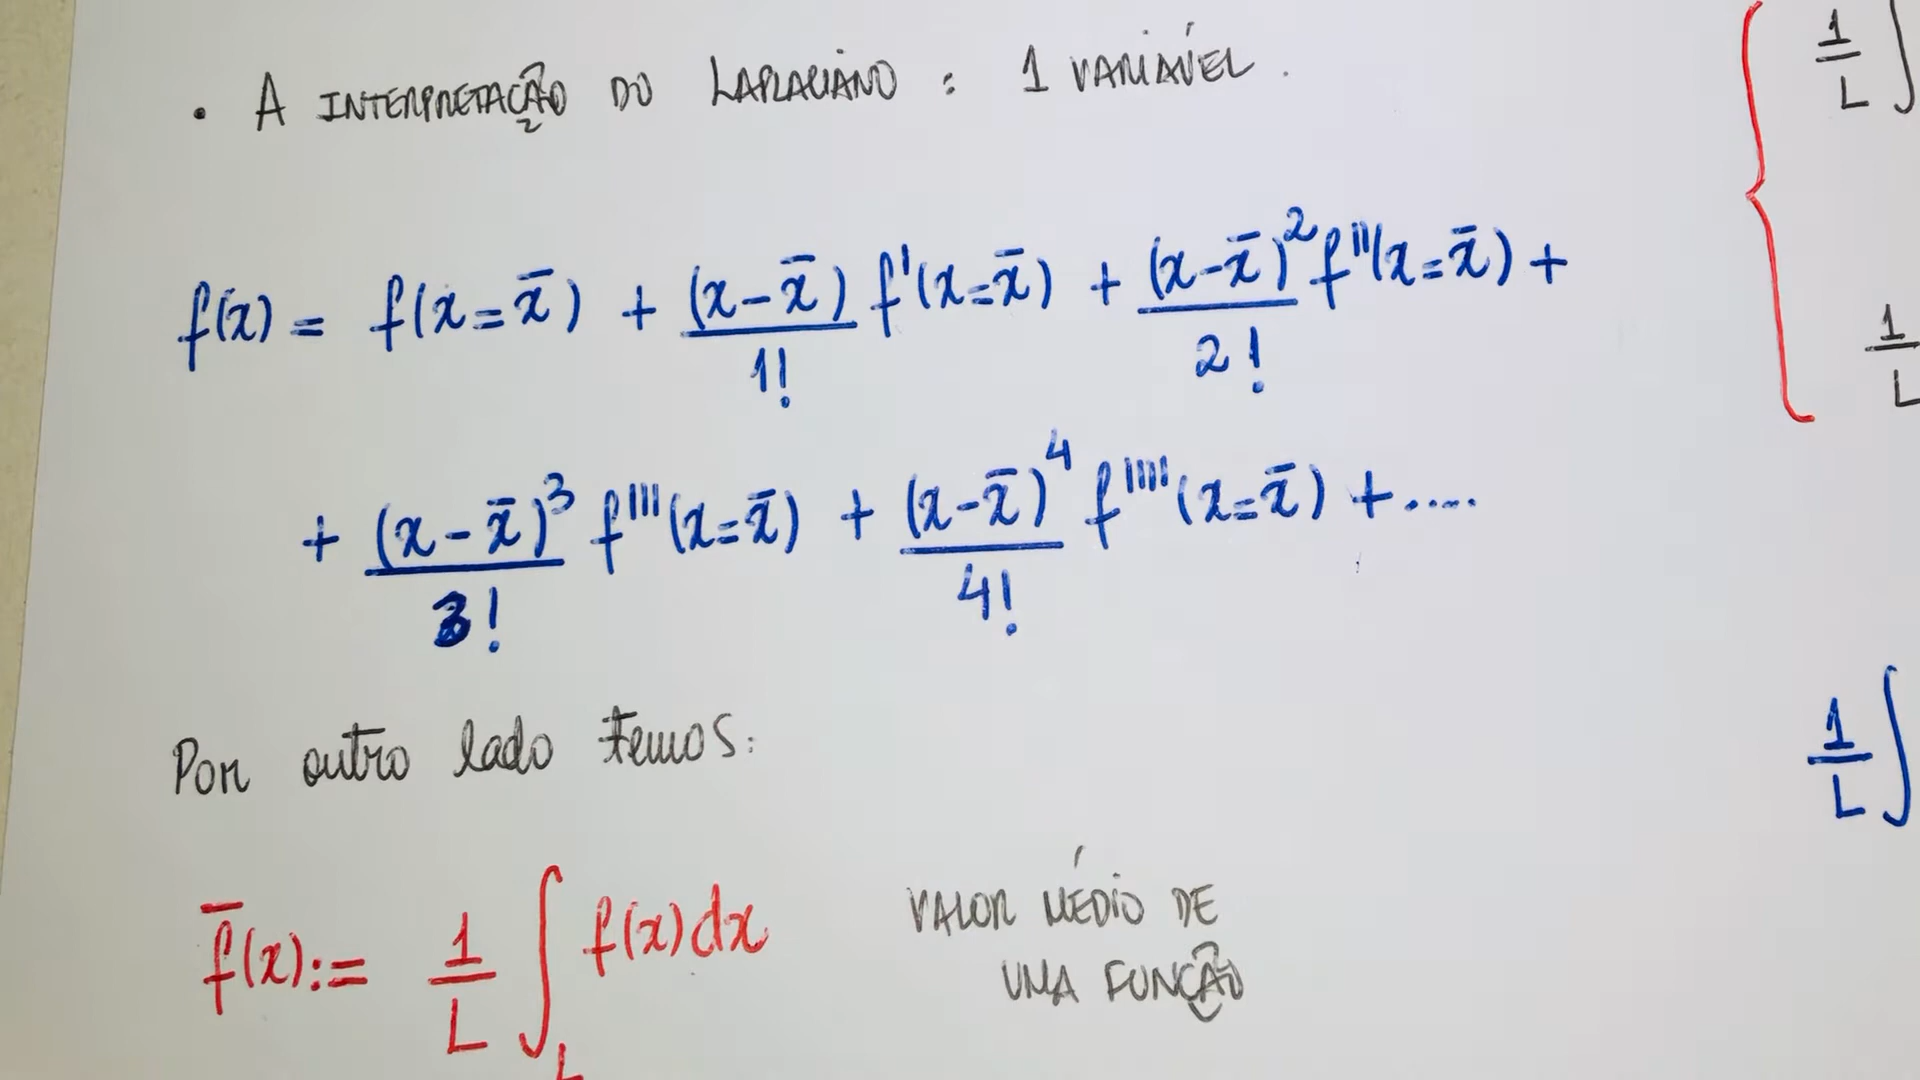 • A INTERPRETAÇÃO DO LAPLACIANO : 1 VARIÁVEL.
f(x) = f(x=x̄) + (x-x̄)/1! f'(x=x̄) + (x-x̄)²/2! f''(x=x̄) +
+ (x-x̄)³/3! f'''(x=x̄) + (x-x̄)⁴/4! f''''(x=x̄) + ....
Por outro lado temos:
f̄(x) := 1/L ∫_L f(x)dx
VALOR MÉDIO DE
UMA FUNÇÃO
{ 1/L ∫
1/L
1/L ∫